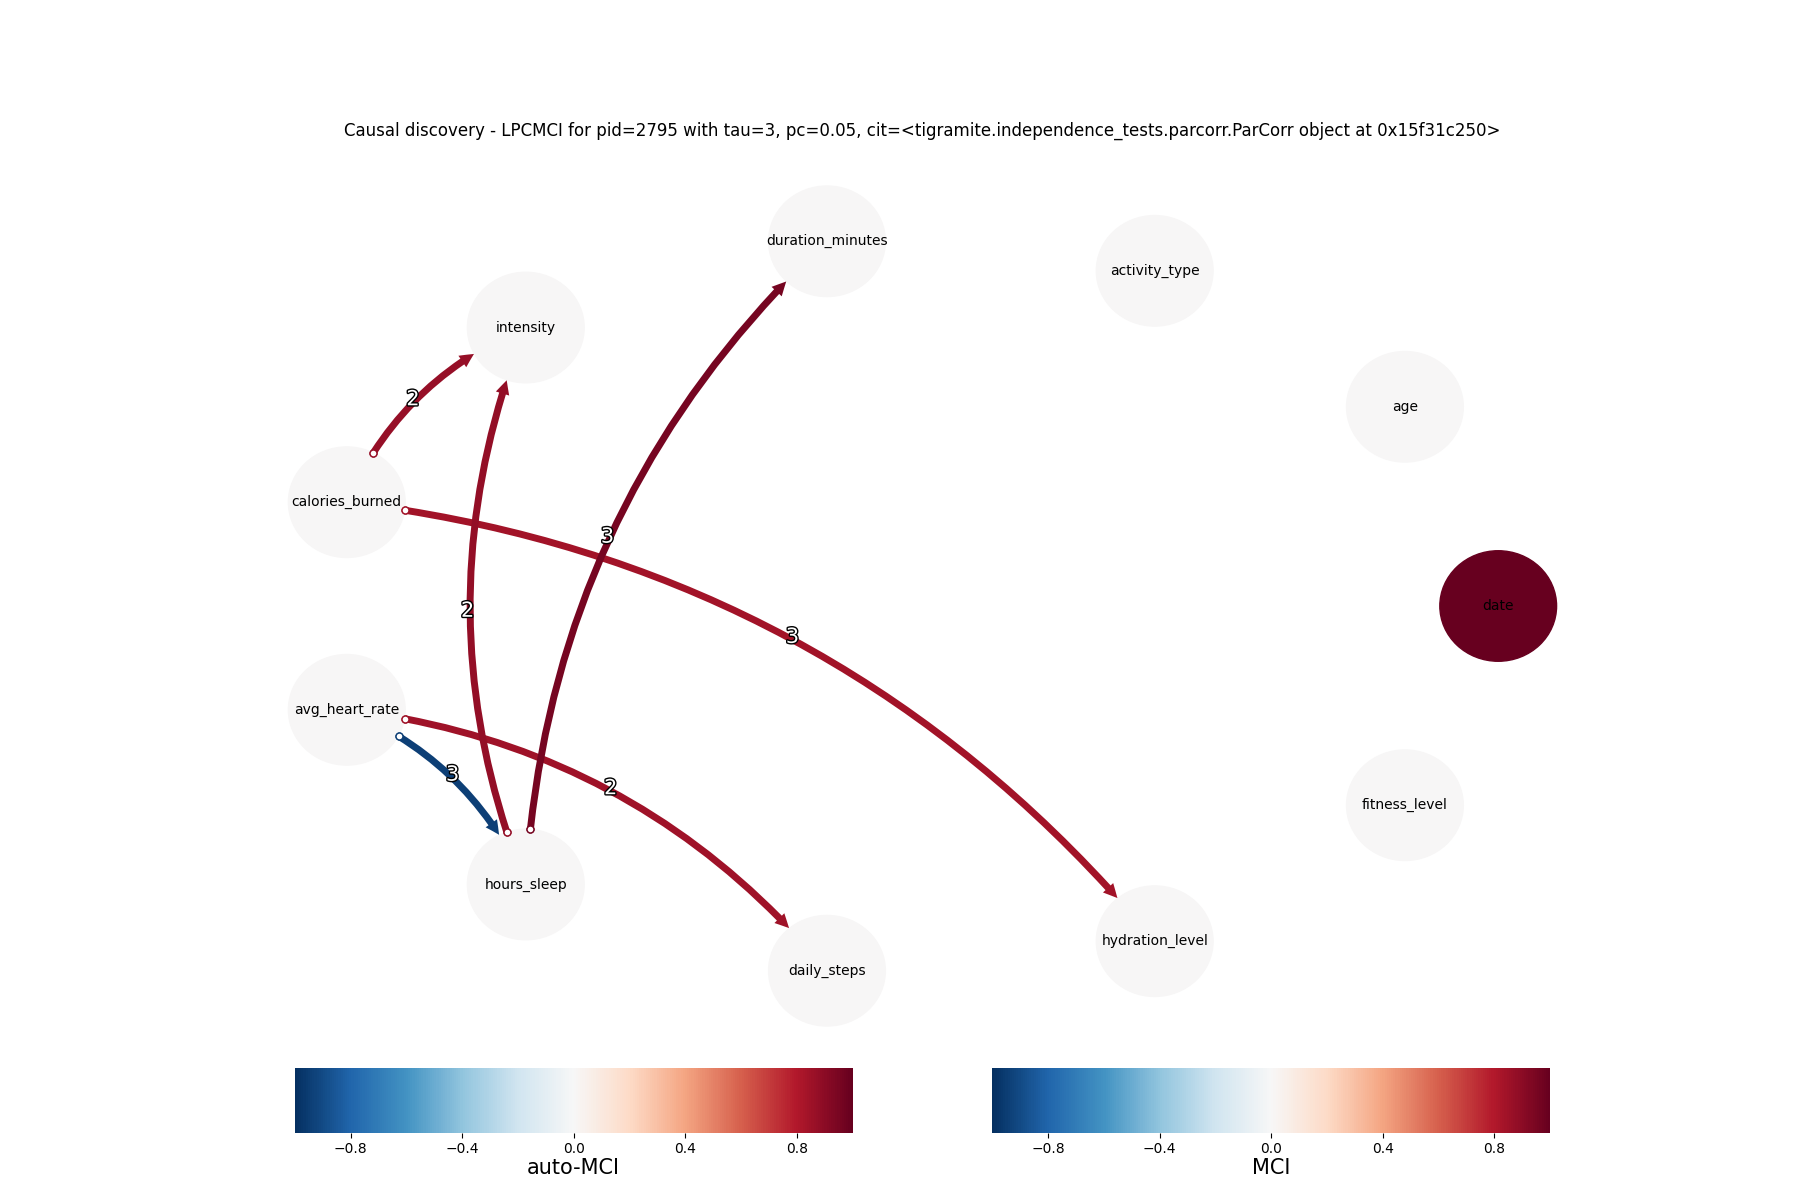 Causal discovery - LPCMCI for pid=2795 with tau=3, pc=0.05, cit=<tigramite.independence_tests.parcorr.ParCorr object at 0x15f31c250>
duration_minutes
activity_type
intensity
2
age
calories_burned
3
date
2
3
avg_heart_rate
3
2
fitness_level
hours_sleep
hydration_level
daily_steps
−0.8 −0.4 0.0 0.4 0.8
auto-MCI
−0.8 −0.4 0.0 0.4 0.8
MCI